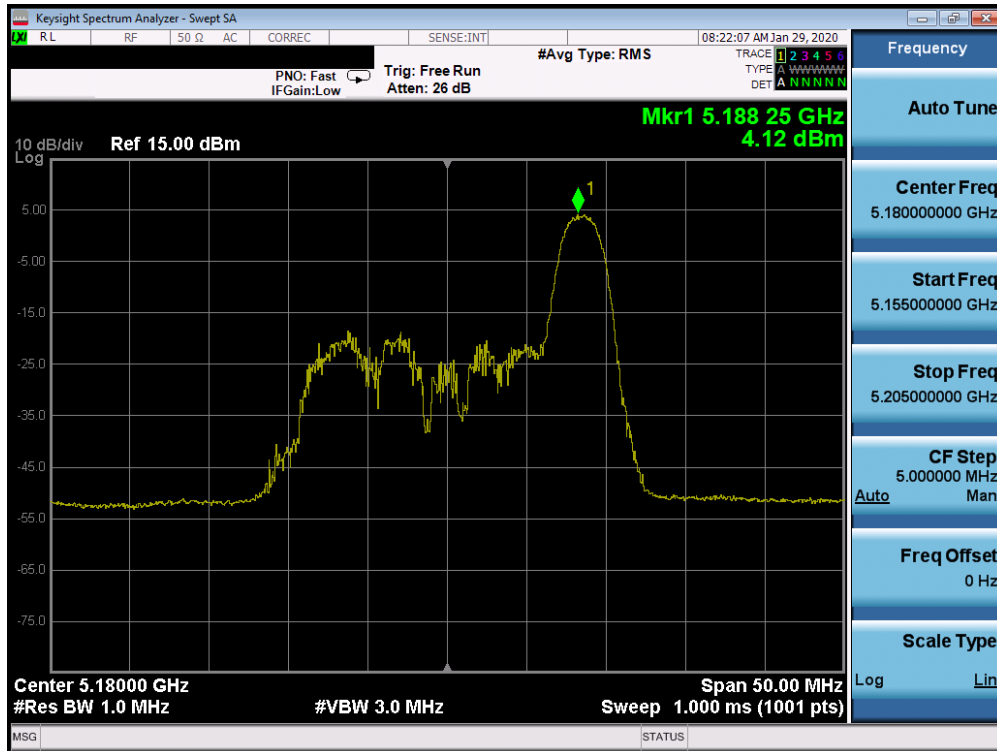 Keysight Spectrum Analyzer - Swept SA
LXI RL RF 50 Ω AC CORREC SENSE:INT 08:22:07 AM Jan 29, 2020
#Avg Type: RMS
TRACE 1 2 3 4 5 6
PNO: Fast Trig: Free Run
TYPE A WWWWW
IFGain:Low Atten: 26 dB
DET A N N N N N
Mkr1 5.188 25 GHz
4.12 dBm
10 dB/div Ref 15.00 dBm
Log
1
5.00
-5.00
-15.0
-25.0
-35.0
-45.0
-55.0
-65.0
-75.0
Center 5.18000 GHz Span 50.00 MHz
#Res BW 1.0 MHz #VBW 3.0 MHz Sweep 1.000 ms (1001 pts)
MSG STATUS
Frequency
Auto Tune
Center Freq
5.180000000 GHz
Start Freq
5.155000000 GHz
Stop Freq
5.205000000 GHz
CF Step
5.000000 MHz
Auto Man
Freq Offset
0 Hz
Scale Type
Log Lin